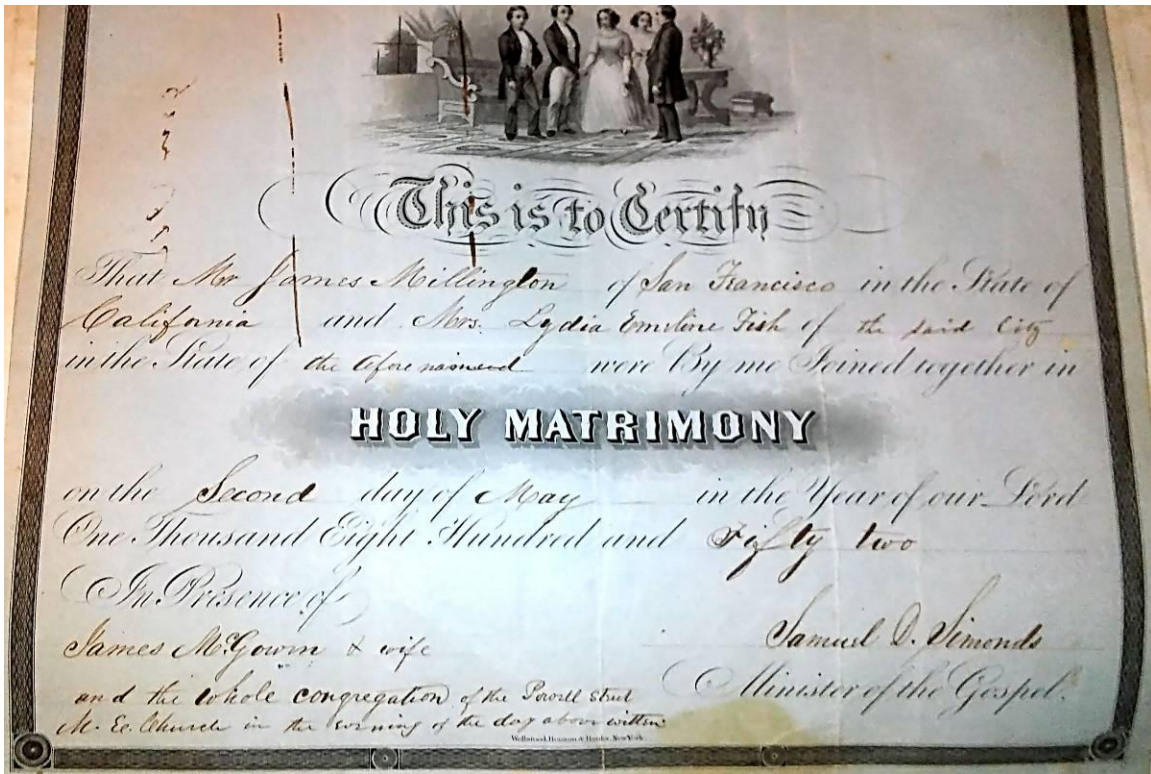 This is to Certify
That Mr James Millington of San Francisco in the State of
California and Mrs. Lydia Emeline Fish of the said City
in the State of the Afore named were By me Joined together in
HOLY MATRIMONY
on the Second day of May in the Year of our Lord
One Thousand Eight Hundred and Fifty two
In Presence of
James McGowin & wife
Samuel D. Simonds
Minister of the Gospel.
and the whole congregation of the Powell Street
M. E. Church in the evening of the day above written
New York